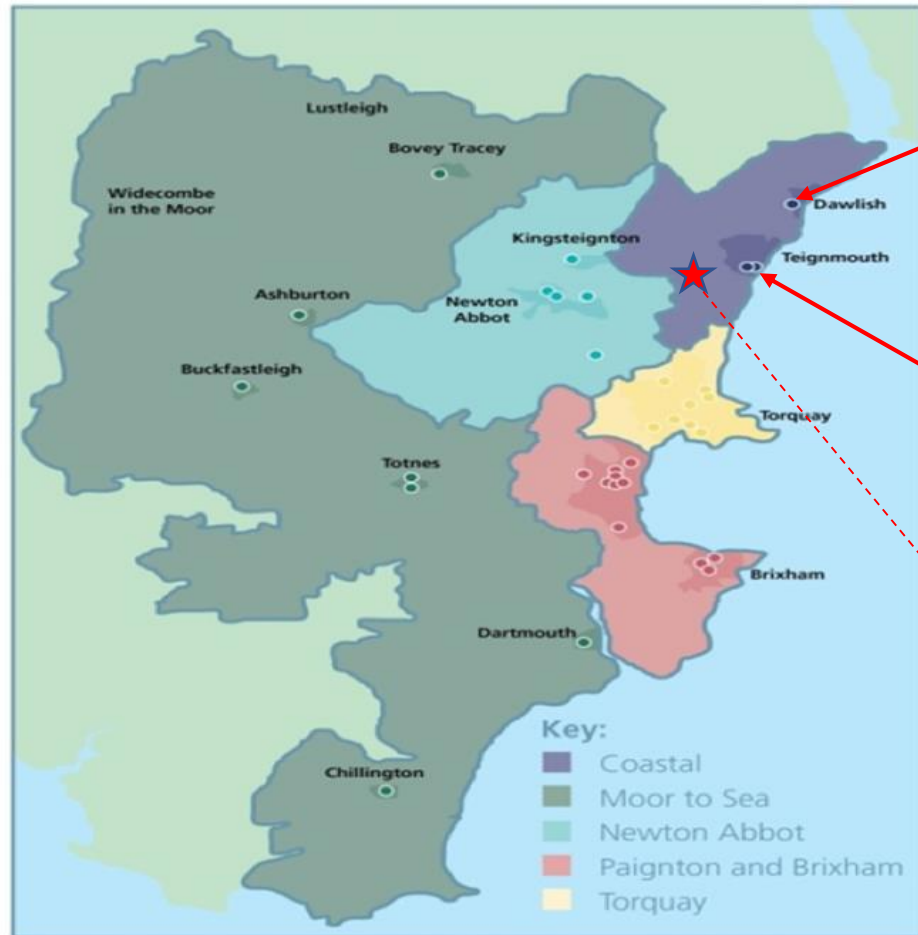 Lustleigh
Bovey Tracey
Widecombe
in the Moor
Dawlish
Kingsteignton
Teignmouth
Ashburton
Newton
Abbot
Buckfastleigh
Torquay
Totnes
Brixham
Dartmouth
Chillington
Key:
Coastal
Moor to Sea
Newton Abbot
Paignton and Brixham
Torquay